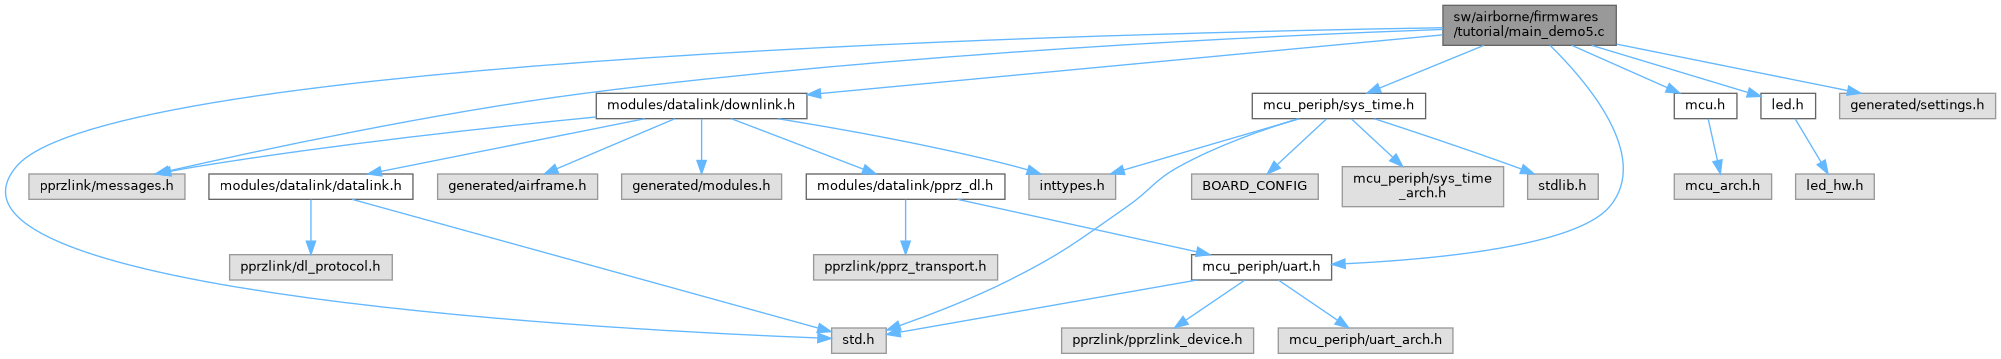 sw/airborne/firmwares
/tutorial/main_demo5.c
modules/datalink/downlink.h
mcu_periph/sys_time.h
mcu.h
led.h
generated/settings.h
pprzlink/messages.h
modules/datalink/datalink.h
generated/airframe.h
generated/modules.h
modules/datalink/pprz_dl.h
inttypes.h
BOARD_CONFIG
mcu_periph/sys_time
_arch.h
stdlib.h
mcu_arch.h
led_hw.h
pprzlink/dl_protocol.h
pprzlink/pprz_transport.h
mcu_periph/uart.h
std.h
pprzlink/pprzlink_device.h
mcu_periph/uart_arch.h